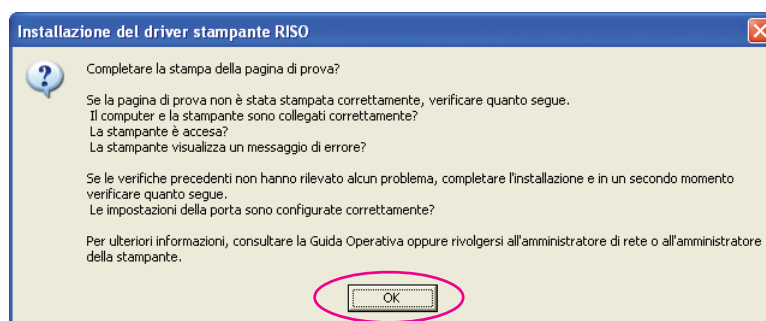 Installazione del driver stampante RISO
Completare la stampa della pagina di prova?
Se la pagina di prova non è stata stampata correttamente, verificare quanto segue.
Il computer e la stampante sono collegati correttamente?
La stampante è accesa?
La stampante visualizza un messaggio di errore?
Se le verifiche precedenti non hanno rilevato alcun problema, completare l'installazione e in un secondo momento
verificare quanto segue.
Le impostazioni della porta sono configurate correttamente?
Per ulteriori informazioni, consultare la Guida Operativa oppure rivolgersi all'amministratore di rete o all'amministratore
della stampante.
OK